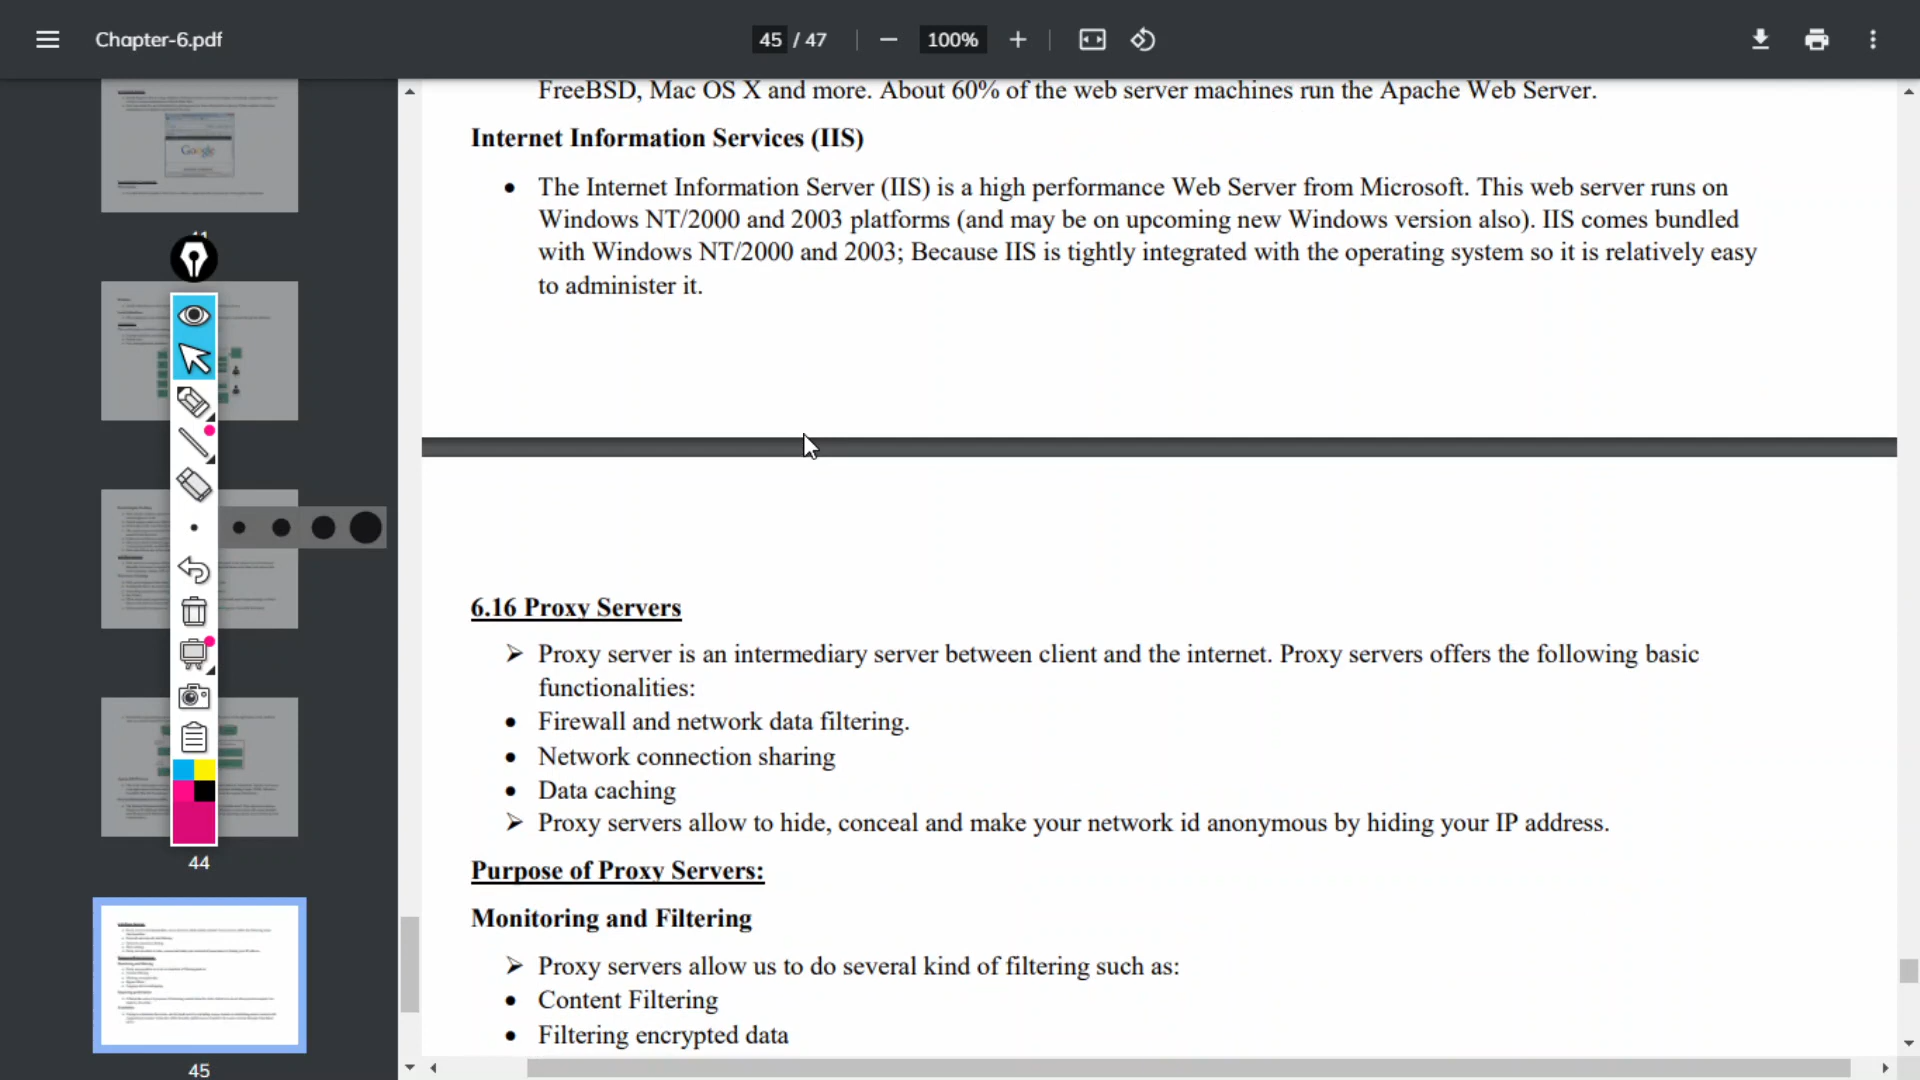 Chapter-6.pdf
45 / 47
100%
FreeBSD, Mac OS X and more. About 60% of the web server machines run the Apache Web Server.
Internet Information Services (IIS)
• The Internet Information Server (IIS) is a high performance Web Server from Microsoft. This web server runs on
Windows NT/2000 and 2003 platforms (and may be on upcoming new Windows version also). IIS comes bundled
with Windows NT/2000 and 2003; Because IIS is tightly integrated with the operating system so it is relatively easy
to administer it.
6.16 Proxy Servers
➢ Proxy server is an intermediary server between client and the internet. Proxy servers offers the following basic
functionalities:
• Firewall and network data filtering.
• Network connection sharing
• Data caching
➢ Proxy servers allow to hide, conceal and make your network id anonymous by hiding your IP address.
Purpose of Proxy Servers:
Monitoring and Filtering
➢ Proxy servers allow us to do several kind of filtering such as:
• Content Filtering
• Filtering encrypted data
Google
44
45